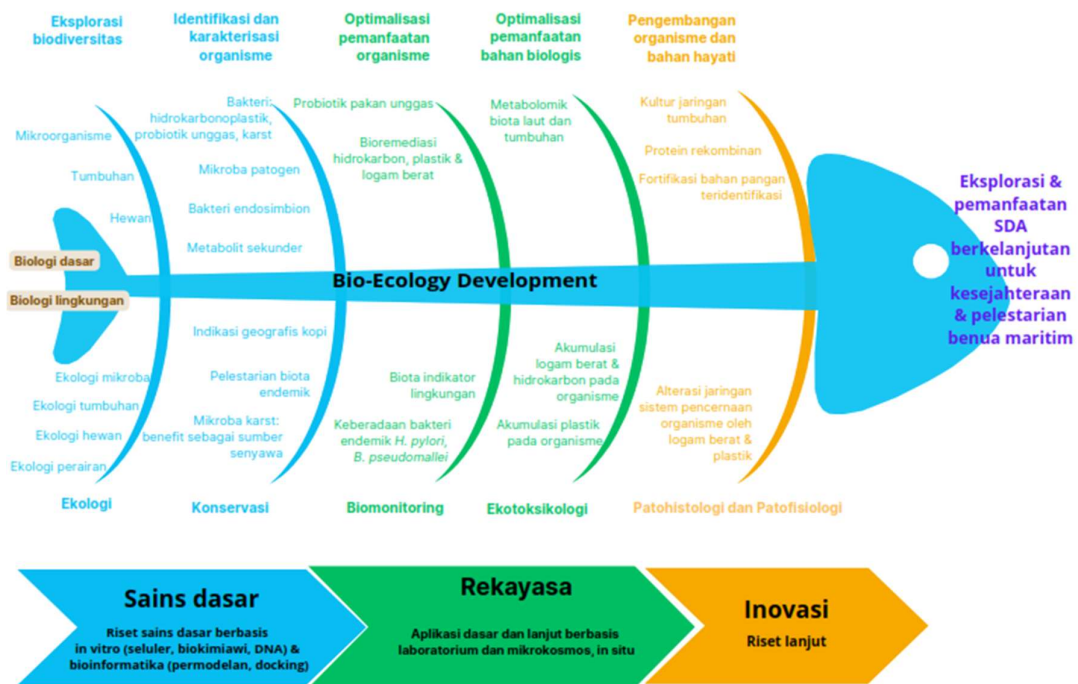 Eksplorasi
biodiversitas
Identifikasi dan
karakterisasi
organisme
Optimalisasi
pemanfaatan
organisme
Optimalisasi
pemanfaatan
bahan biologis
Pengembangan
organisme dan
bahan hayati
Mikroorganisme
Tumbuhan
Hewan
Bakteri:
hidrokarbonoplastik,
probiotik unggas, karst
Mikroba patogen
Bakteri endosimbion
Metabolit sekunder
Probiotik pakan unggas
Bioremediasi
hidrokarbon, plastik &
logam berat
Metabolomik
biota laut dan
tumbuhan
Kultur jaringan
tumbuhan
Protein rekombinan
Fortifikasi bahan pangan
teridentifikasi
Biologi dasar
Biologi lingkungan
Bio-Ecology Development
Eksplorasi &
pemanfaatan
SDA
berkelanjutan
untuk
kesejahteraan
& pelestarian
benua maritim
Ekologi mikroba
Ekologi tumbuhan
Ekologi hewan
Ekologi perairan
Indikasi geografis kopi
Pelestarian biota
endemik
Mikroba karst:
benefit sebagai sumber
senyawa
Biota indikator
lingkungan
Keberadaan bakteri
endemik H. pylori,
B. pseudomallei
Akumulasi
logam berat &
hidrokarbon pada
organisme
Akumulasi plastik
pada organisme
Alterasi jaringan
sistem pencernaan
organisme oleh
logam berat &
plastik
Ekologi
Konservasi
Biomonitoring
Ekotoksikologi
Patohistologi dan Patofisiologi
Sains dasar
Riset sains dasar berbasis
in vitro (seluler, biokimiawi, DNA) &
bioinformatika (permodelan, docking)
Rekayasa
Aplikasi dasar dan lanjut berbasis
laboratorium dan mikrokosmos, in situ
Inovasi
Riset lanjut